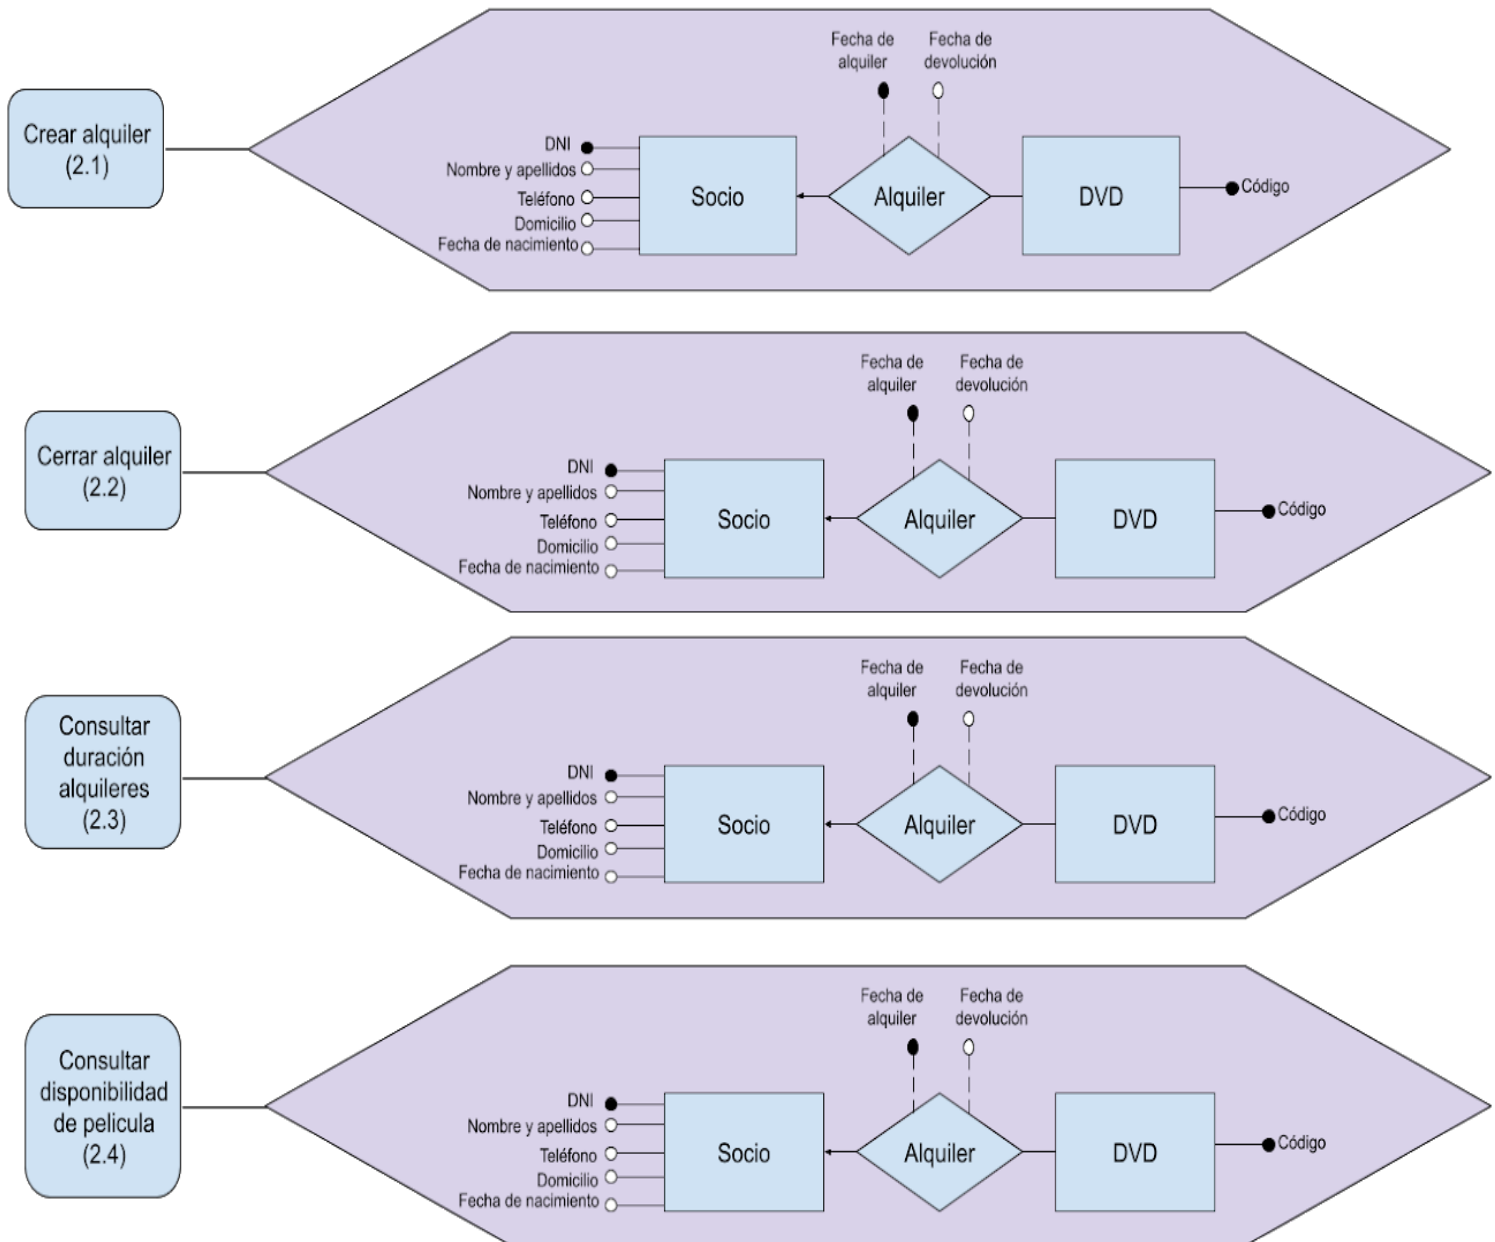 Crear alquiler
(2.1)
Fecha de
alquiler
Fecha de
devolución
DNI
Nombre y apellidos
Teléfono
Domicilio
Fecha de nacimiento
Socio
Alquiler
DVD
Código
Cerrar alquiler
(2.2)
Fecha de
alquiler
Fecha de
devolución
DNI
Nombre y apellidos
Teléfono
Domicilio
Fecha de nacimiento
Socio
Alquiler
DVD
Código
Consultar
duración
alquileres
(2.3)
Fecha de
alquiler
Fecha de
devolución
DNI
Nombre y apellidos
Teléfono
Domicilio
Fecha de nacimiento
Socio
Alquiler
DVD
Código
Consultar
disponibilidad
de pelicula
(2.4)
Fecha de
alquiler
Fecha de
devolución
DNI
Nombre y apellidos
Teléfono
Domicilio
Fecha de nacimiento
Socio
Alquiler
DVD
Código